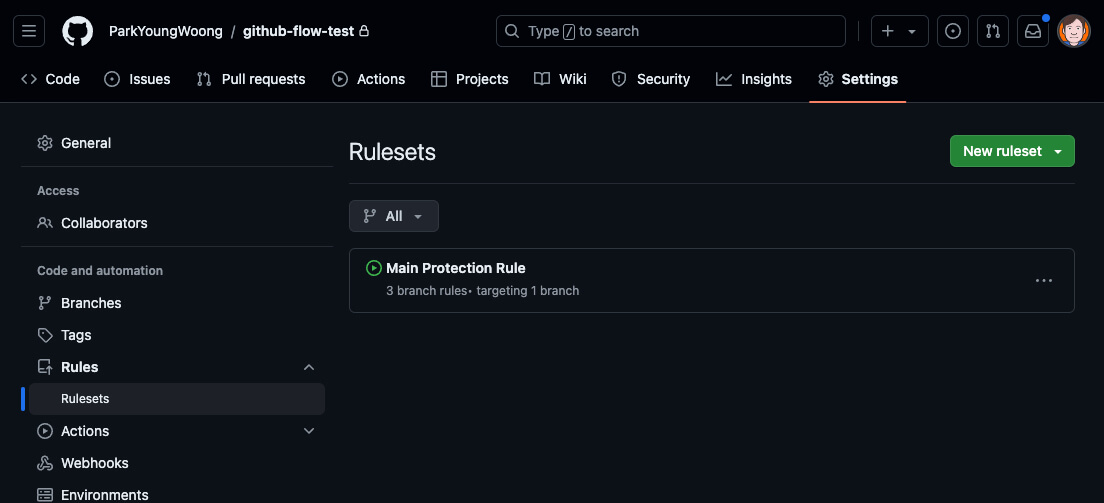 ParkYoungWoong / github-flow-test
Type / to search
Code
Issues
Pull requests
Actions
Projects
Wiki
Security
Insights
Settings
General
Access
Collaborators
Code and automation
Branches
Tags
Rules
Rulesets
Actions
Webhooks
Environments
Rulesets
New ruleset
All
Main Protection Rule
3 branch rules• targeting 1 branch